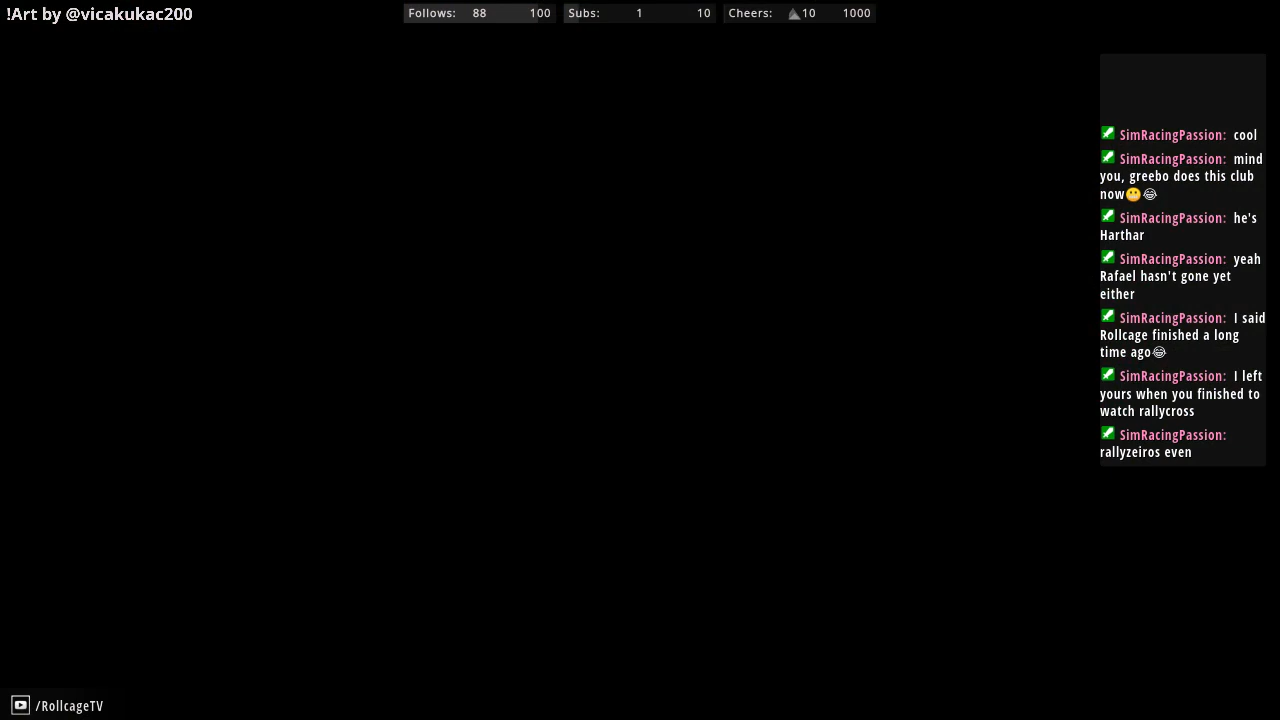 !Art by @vicakukac200
Follows: 88 100 Subs: 1 10 Cheers: 10 1000
SimRacingPassion: cool
SimRacingPassion: mind
you, greebo does this club
now😬😂
SimRacingPassion: he's
Harthar
SimRacingPassion: yeah
Rafael hasn't gone yet
either
SimRacingPassion: I said
Rollcage finished a long
time ago😂
SimRacingPassion: I left
yours when you finished to
watch rallycross
SimRacingPassion:
rallyzeiros even
/RollcageTV